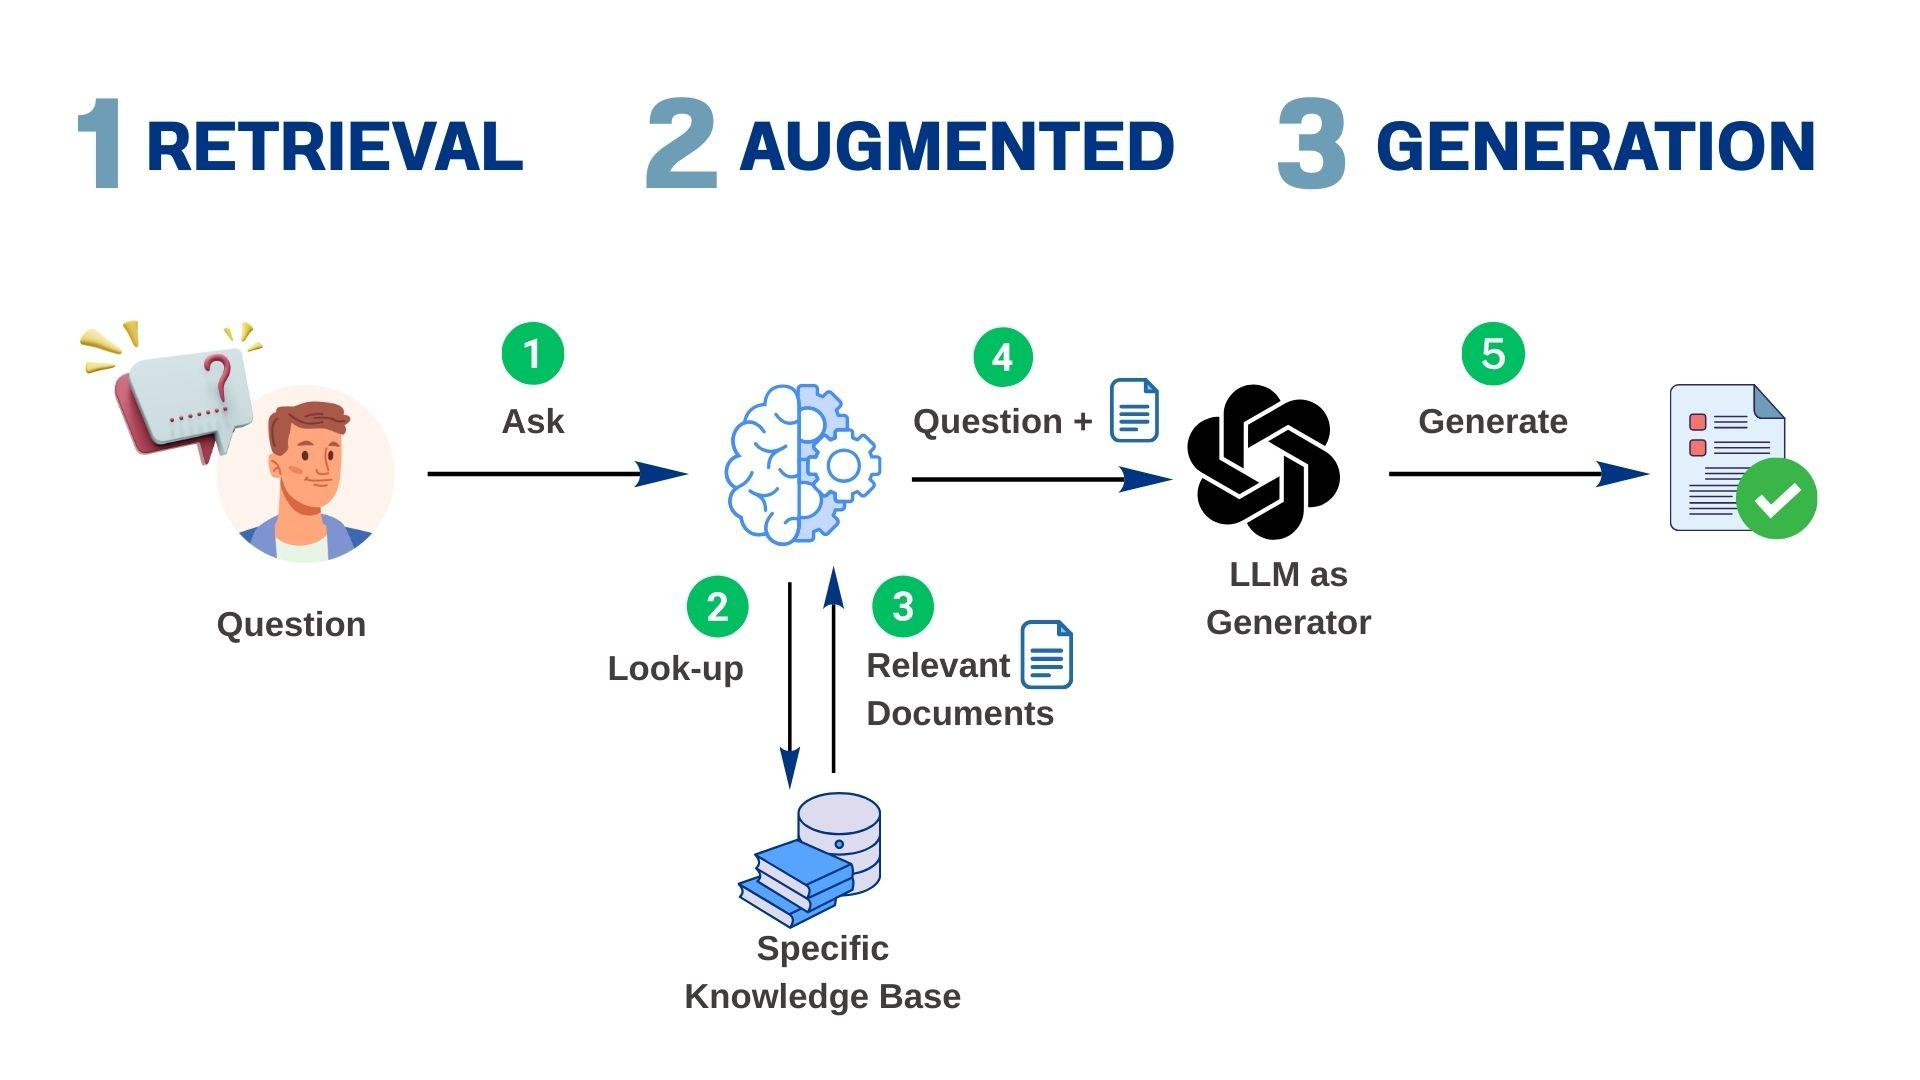 1 RETRIEVAL
2 AUGMENTED
3 GENERATION
1
Ask
4
Question +
5
Generate
Question
2
Look-up
3
Relevant
Documents
LLM as
Generator
Specific
Knowledge Base